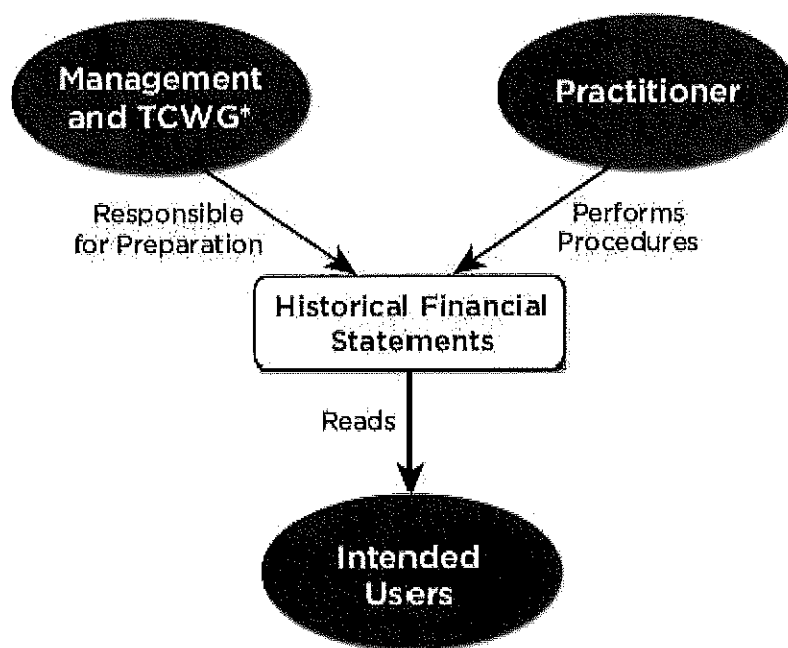 Management
and TCWG*
Practitioner
Responsible
for Preparation
Performs
Procedures
Historical Financial
Statements
Reads
Intended
Users